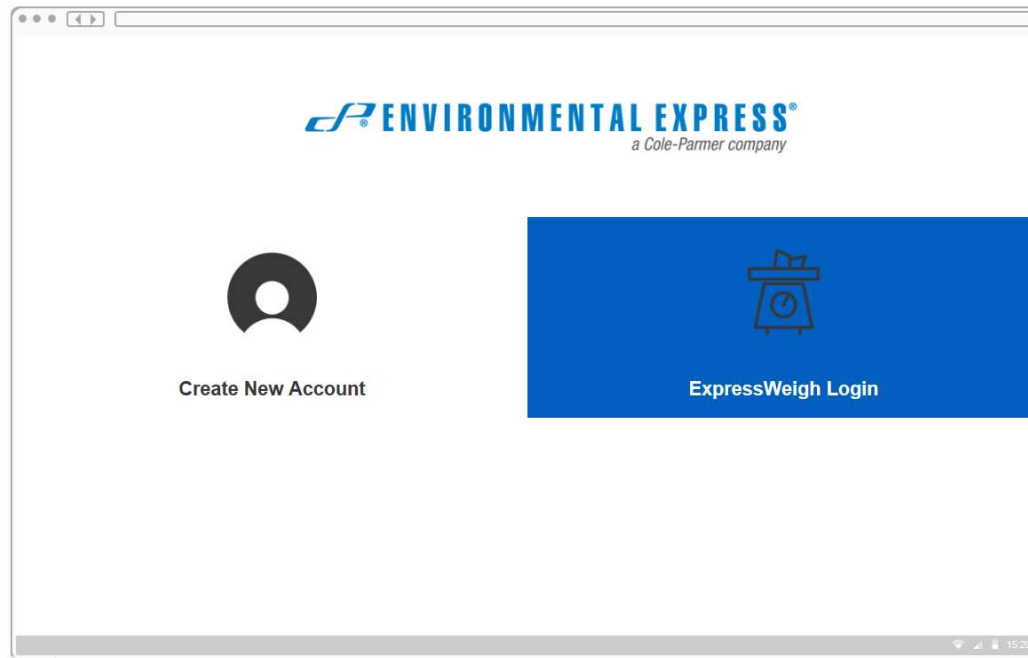 ENVIRONMENTAL EXPRESS®
a Cole-Parmer company
Create New Account
ExpressWeigh Login